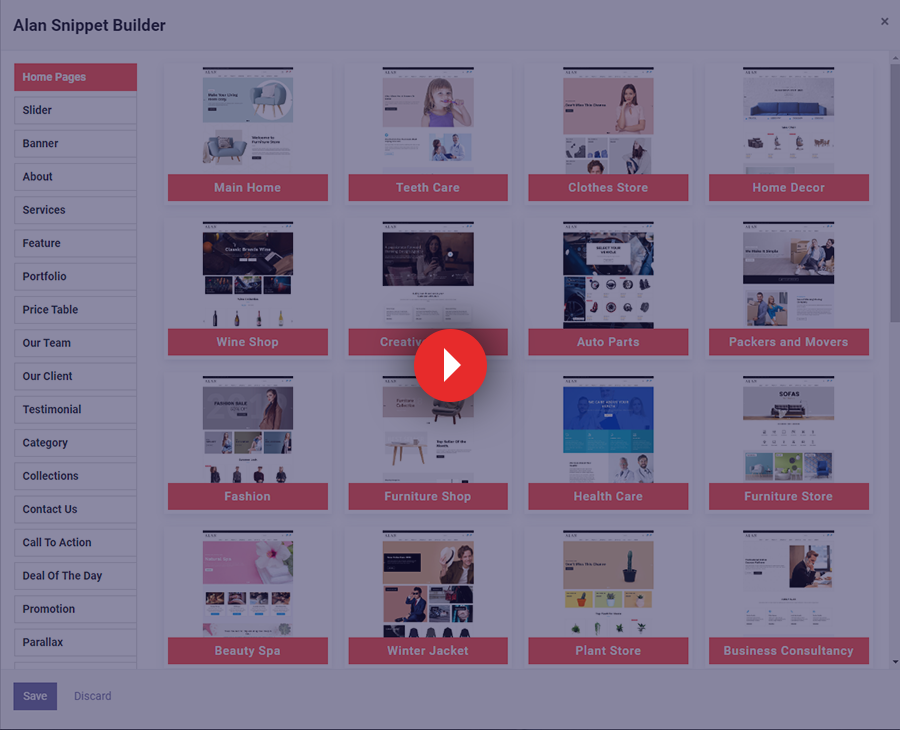 Alan Snippet Builder
×
Home Pages
Slider
Banner
About
Services
Feature
Portfolio
Price Table
Our Team
Our Client
Testimonial
Category
Collections
Contact Us
Call To Action
Deal Of The Day
Promotion
Parallax
Main Home
Teeth Care
Clothes Store
Home Decor
Wine Shop
Auto Parts
Packers and Movers
Fashion
Furniture Shop
Health Care
Furniture Store
Beauty Spa
Winter Jacket
Plant Store
Business Consultancy
SOFAS
Save
Discard